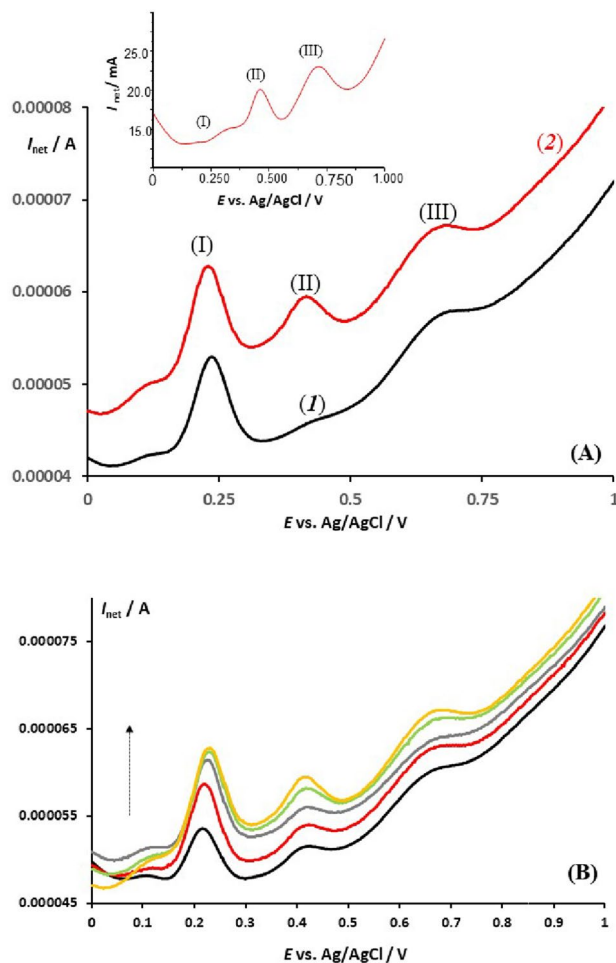 I net / mA
25.0
20.0
15.0
(I)
(II)
(III)
0
0.250
0.500
0.750
1.000
E vs. Ag/AgCl / V
0.00008
Inet / A
0.00007
0.00006
0.00005
0.00004
(I)
(II)
(III)
(2)
(1)
(A)
0
0.25
0.5
0.75
1
E vs. Ag/AgCl / V
Inet / A
0.000075
0.000065
0.000055
0.000045
(B)
0 0.1 0.2 0.3 0.4 0.5 0.6 0.7 0.8 0.9 1
E vs. Ag/AgCl / V